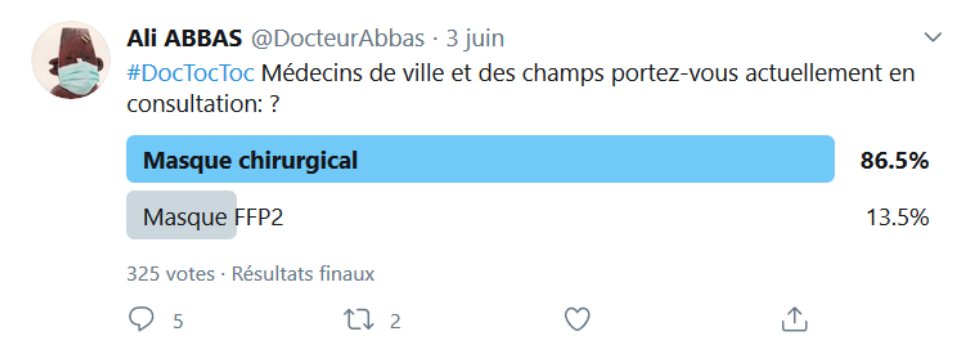 Ali ABBAS @DocteurAbbas · 3 juin
#DocTocToc Médecins de ville et des champs portez-vous actuellement en
consultation: ?
Masque chirurgical 86.5%
Masque FFP2 13.5%
325 votes · Résultats finaux
5 2